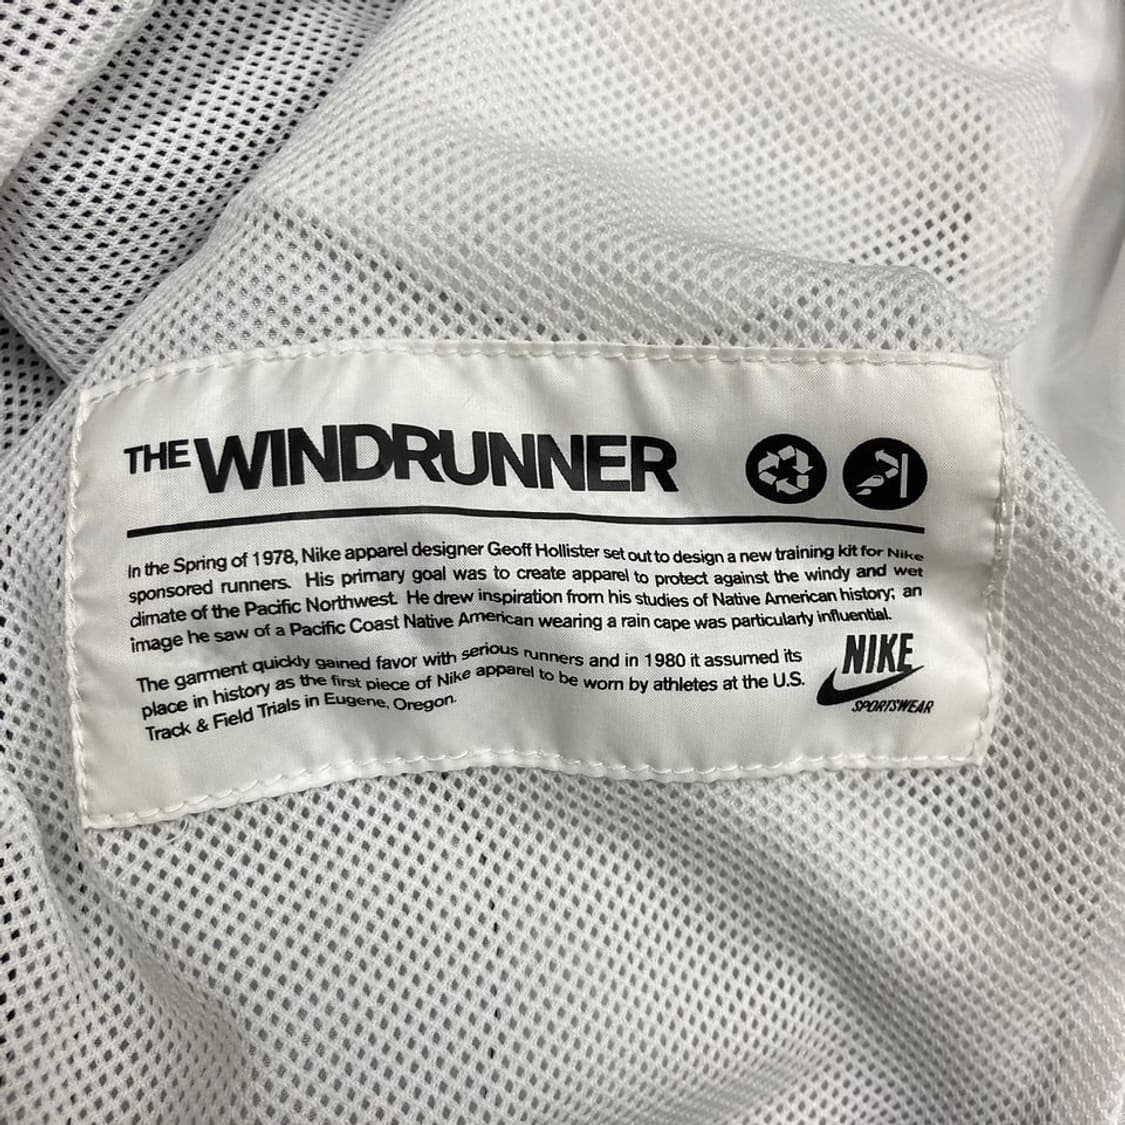 THE WINDRUNNER
In the Spring of 1978, Nike apparel designer Geoff Hollister set out to design a new training kit for Nike
sponsored runners. His primary goal was to create apparel to protect against the windy and wet
climate of the Pacific Northwest. He drew inspiration from his studies of Native American history; an
image he saw of a Pacific Coast Native American wearing a rain cape was particularly influential.
The garment quickly gained favor with serious runners and in 1980 it assumed its
place in history as the first piece of Nike apparel to be worn by athletes at the U.S.
Track & Field Trials in Eugene, Oregon.
NIKE
SPORTSWEAR